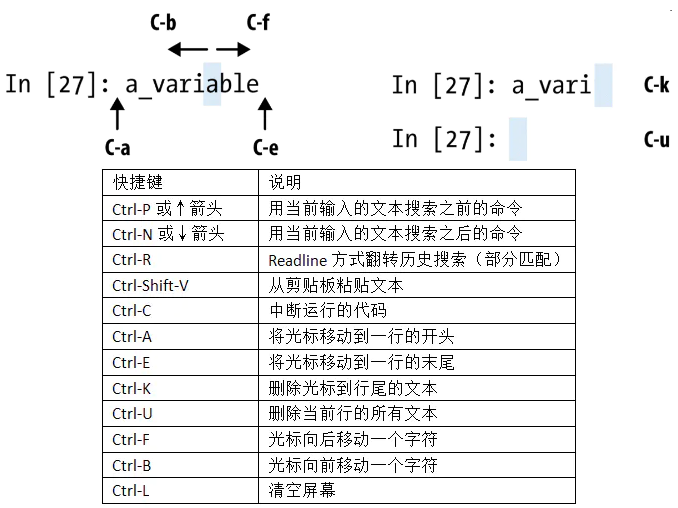 C-b C-f
In [27]: a_variable
C-a C-e
In [27]: a_vari C-k
In [27]: C-u
快捷键 说明
Ctrl-P 或↑箭头 用当前输入的文本搜索之前的命令
Ctrl-N 或↓箭头 用当前输入的文本搜索之后的命令
Ctrl-R Readline 方式翻转历史搜索（部分匹配）
Ctrl-Shift-V 从剪贴板粘贴文本
Ctrl-C 中断运行的代码
Ctrl-A 将光标移动到一行的开头
Ctrl-E 将光标移动到一行的末尾
Ctrl-K 删除光标到行尾的文本
Ctrl-U 删除当前行的所有文本
Ctrl-F 光标向后移动一个字符
Ctrl-B 光标向前移动一个字符
Ctrl-L 清空屏幕